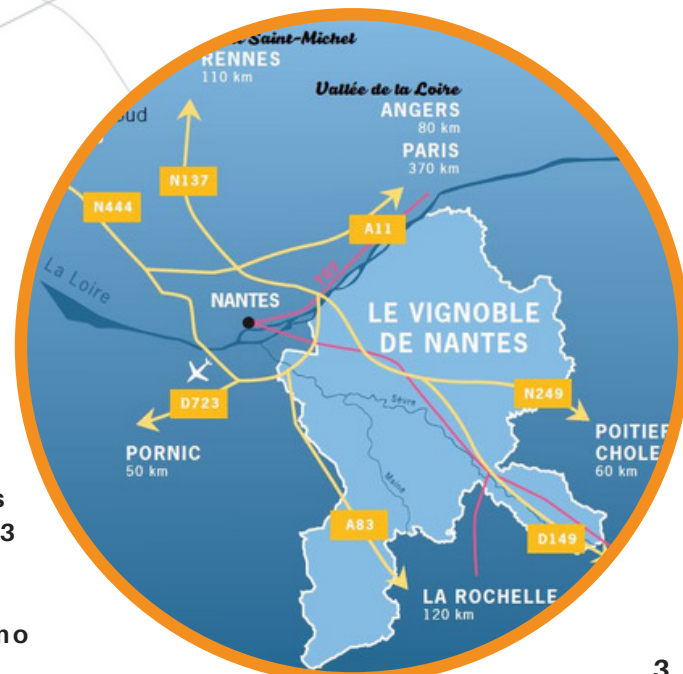 Saint-Michel
RENNES
110 km
Vallée de la Loire
ANGERS
80 km
PARIS
370 km
N137
N444
A11
La Loire
TGV
NANTES
LE VIGNOBLE
DE NANTES
D723
N249
PORNIC
50 km
Sèvre
Maine
60 km
A83
D149
LA ROCHELLE
120 km
3
3